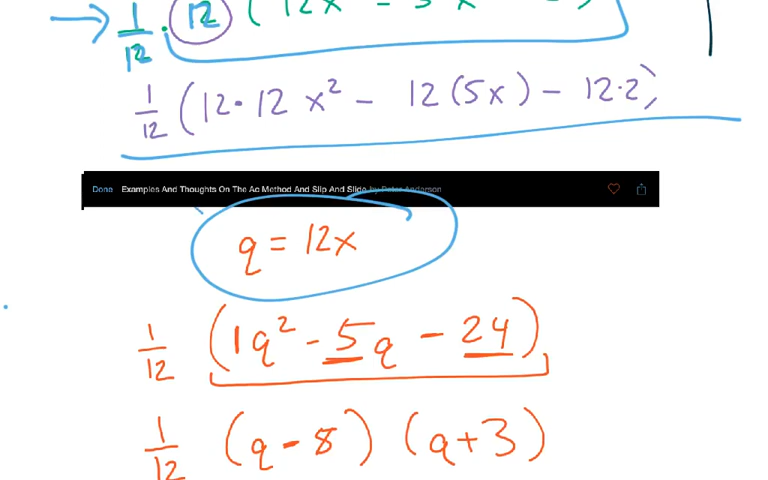 1/12 · 12 (12x
1/12 (12·12 x² - 12(5x) - 12·2)
Done Examples And Thoughts On The Ac Method And Slip And Slide by Peter Anderson
q = 12x
1/12 (1q² - 5q - 24)
1/12 (q - 8) (q + 3)